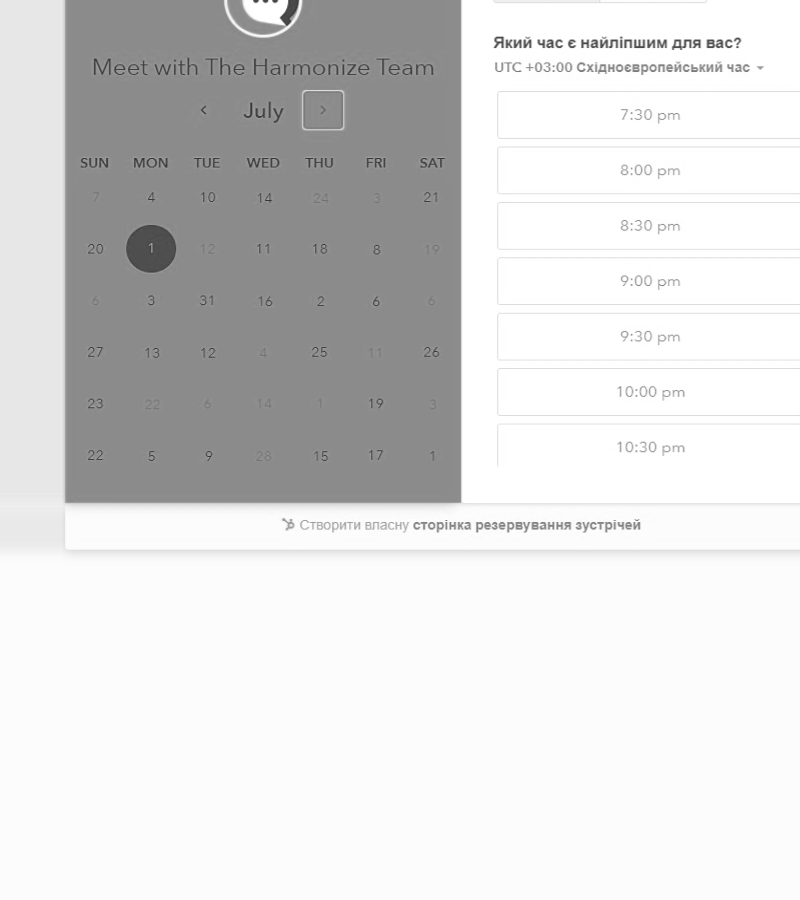 Meet with The Harmonize Team
July
SUN MON TUE WED THU FRI SAT
7 4 10 14 24 3 21
20 1 12 11 18 8 19
6 3 31 16 2 6 6
27 13 12 4 25 11 26
23 22 6 14 1 19 3
22 5 9 28 15 17 1
Який час є найліпшим для вас?
UTC +03:00 Східноєвропейський час
7:30 pm
8:00 pm
8:30 pm
9:00 pm
9:30 pm
10:00 pm
10:30 pm
Створити власну сторінка резервування зустрічей